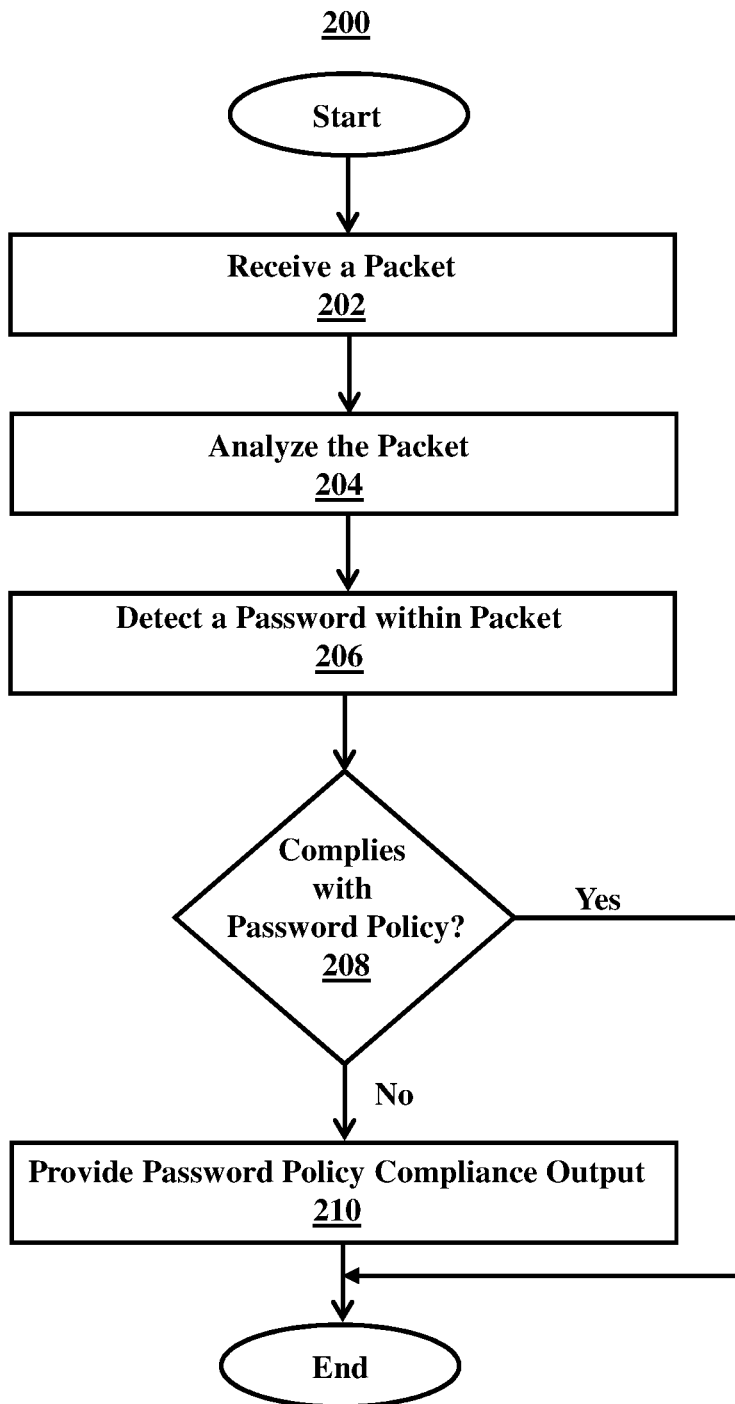 200
Start
Receive a Packet
202
Analyze the Packet
204
Detect a Password within Packet
206
Complies
with
Password Policy?
208
Yes
No
Provide Password Policy Compliance Output
210
End